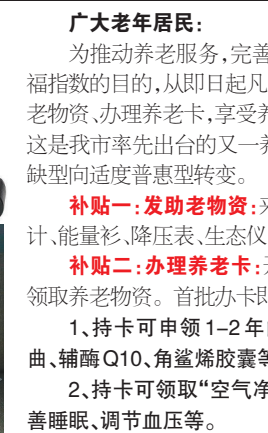 广大老年居民：
为推动养老服务，完善
福指数的目的，从即日起凡
老物资、办理养老卡，享受养
这是我市率先出台的又一养
缺型向适度普惠型转变。
补贴一：发助老物资：来
计、能量衫、降压表、生态仪
补贴二：办理养老卡：无
领取养老物资。首批办卡即
1、持卡可申领1-2年的
曲、辅酶Q10、角鲨烯胶囊等
2、持卡可领取“空气净
善睡眠、调节血压等。